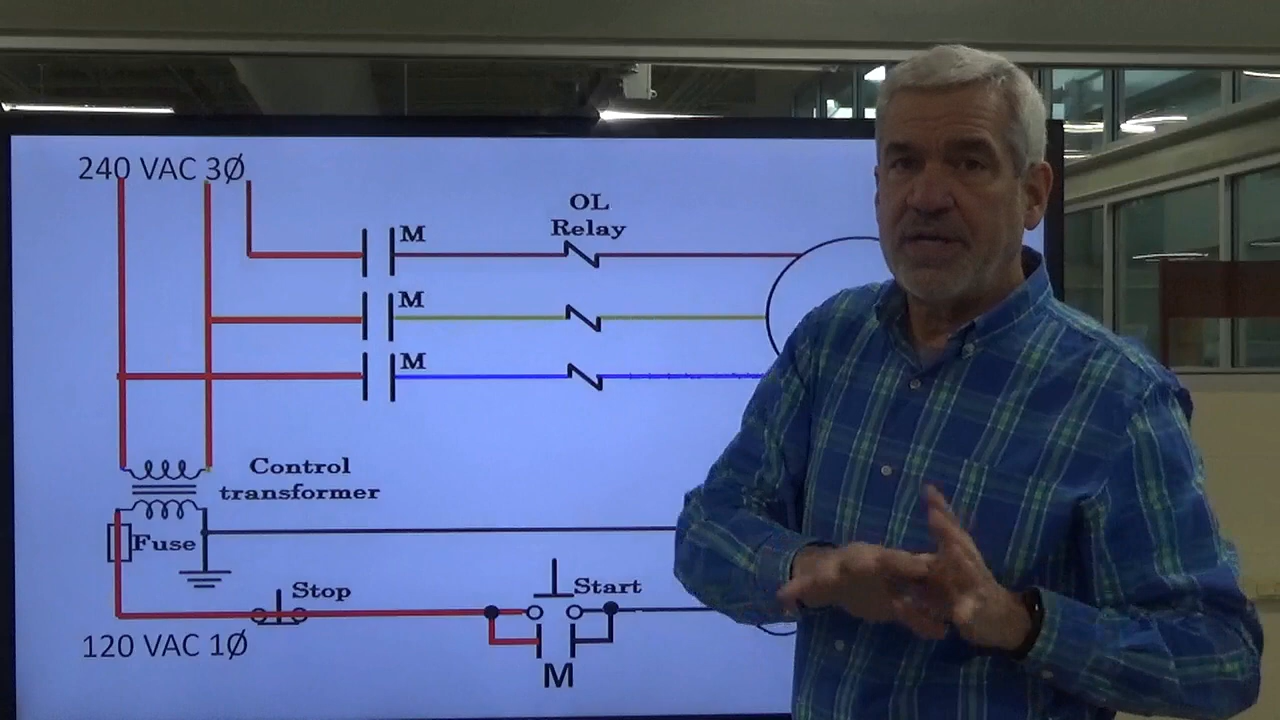 240 VAC 3Ø
OL
Relay
M
M
M
Control
transformer
Fuse
Stop
Start
120 VAC 1Ø
M